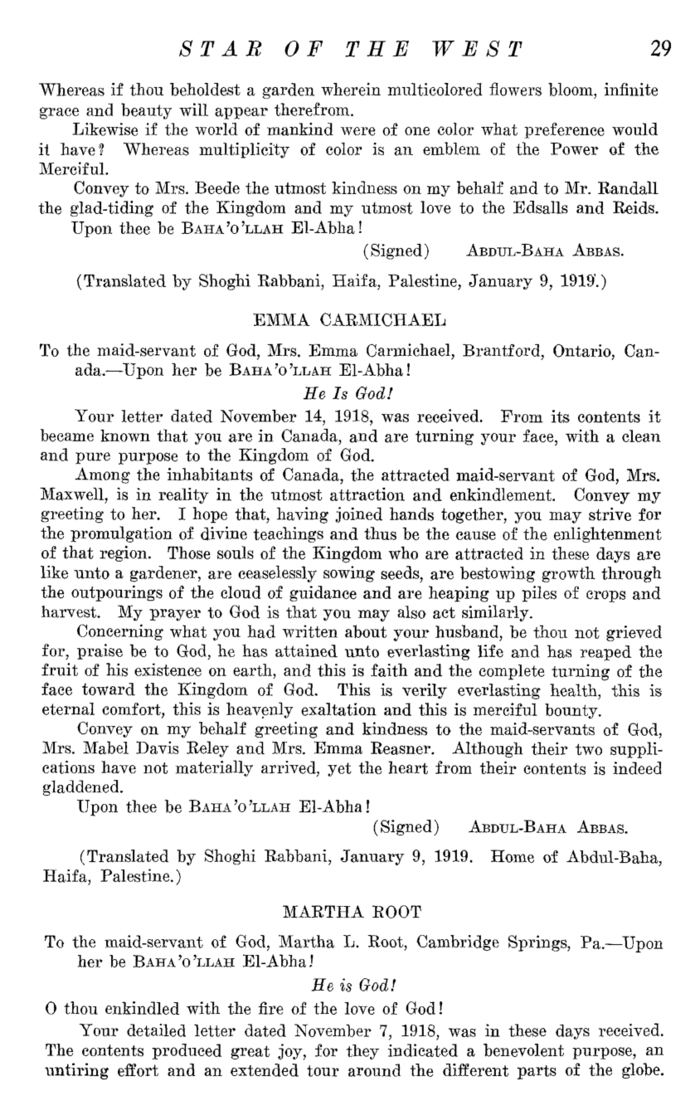 STAR OF THE WEST 29
Whereas if thou beholdest a garden wherein multicolored flowers bloom, infinite
grace and beauty will appear therefrom.
Likewise if the world of mankind were of one color what preference would
it have? Whereas multiplicity of color is an emblem of the Power of the
Merciful.
Convey to Mrs. Beede the utmost kindness on my behalf and to Mr. Randall
the glad-tiding of the Kingdom and my utmost love to the Edsalls and Reids.
Upon thee be BAHA'O'LLAH El-Abha!
(Signed) ABDUL-BAHA ABBAS.
(Translated by Shoghi Rabbani, Haifa, Palestine, January 9, 1919.)
EMMA CARMICHAEL
To the maid-servant of God, Mrs. Emma Carmichael, Brantford, Ontario, Can-
ada.—Upon her be BAHA'O'LLAH El-Abha!
He Is God!
Your letter dated November 14, 1918, was received. From its contents it
became known that you are in Canada, and are turning your face, with a clean
and pure purpose to the Kingdom of God.
Among the inhabitants of Canada, the attracted maid-servant of God, Mrs.
Maxwell, is in reality in the utmost attraction and enkindlement. Convey my
greeting to her. I hope that, having joined hands together, you may strive for
the promulgation of divine teachings and thus be the cause of the enlightenment
of that region. Those souls of the Kingdom who are attracted in these days are
like unto a gardener, are ceaselessly sowing seeds, are bestowing growth through
the outpourings of the cloud of guidance and are heaping up piles of crops and
harvest. My prayer to God is that you may also act similarly.
Concerning what you had written about your husband, be thou not grieved
for, praise be to God, he has attained unto everlasting life and has reaped the
fruit of his existence on earth, and this is faith and the complete turning of the
face toward the Kingdom of God. This is verily everlasting health, this is
eternal comfort, this is heavenly exaltation and this is merciful bounty.
Convey on my behalf greeting and kindness to the maid-servants of God,
Mrs. Mabel Davis Reley and Mrs. Emma Reasner. Although their two suppli-
cations have not materially arrived, yet the heart from their contents is indeed
gladdened.
Upon thee be BAHA'O'LLAH El-Abha!
(Signed) ABDUL-BAHA ABBAS.
(Translated by Shoghi Rabbani, January 9, 1919. Home of Abdul-Baha,
Haifa, Palestine.)
MARTHA ROOT
To the maid-servant of God, Martha L. Root, Cambridge Springs, Pa.—Upon
her be BAHA'O'LLAH El-Abha!
He is God!
O thou enkindled with the fire of the love of God!
Your detailed letter dated November 7, 1918, was in these days received.
The contents produced great joy, for they indicated a benevolent purpose, an
untiring effort and an extended tour around the different parts of the globe.